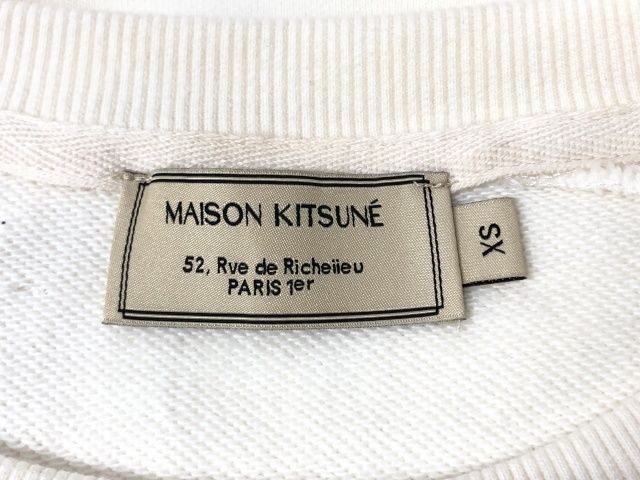 MAISON KITSUNÉ
52, Rve de Richeiieu
PARIS 1er
XS